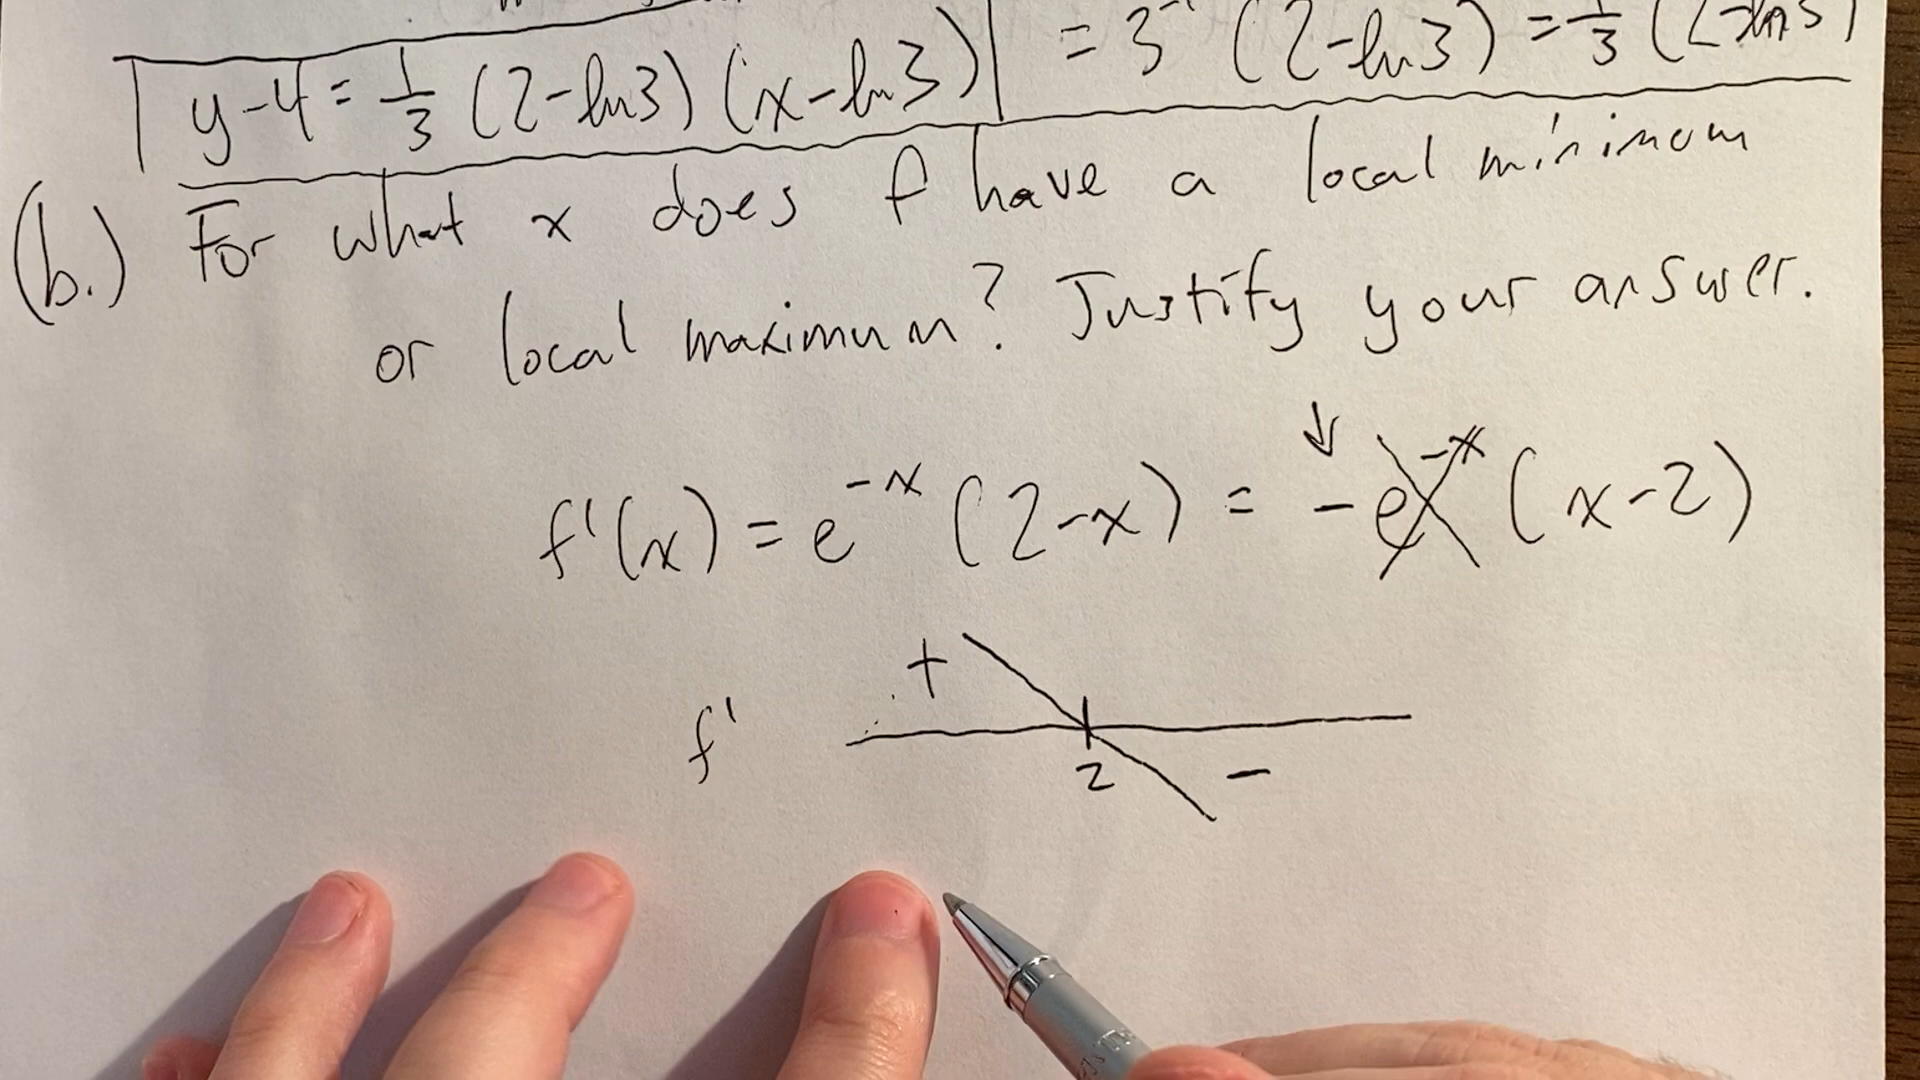 y-4 = 1/3 (2-ln3) (x-ln3) = 3⁻¹ (2-ln3) = 1/3 (2-ln3)
(b.) For what x does f have a local minimum
or local maximum? Justify your answer.
f'(x) = e^-x (2-x) = -e^-x (x-2)
+
f'
2 -